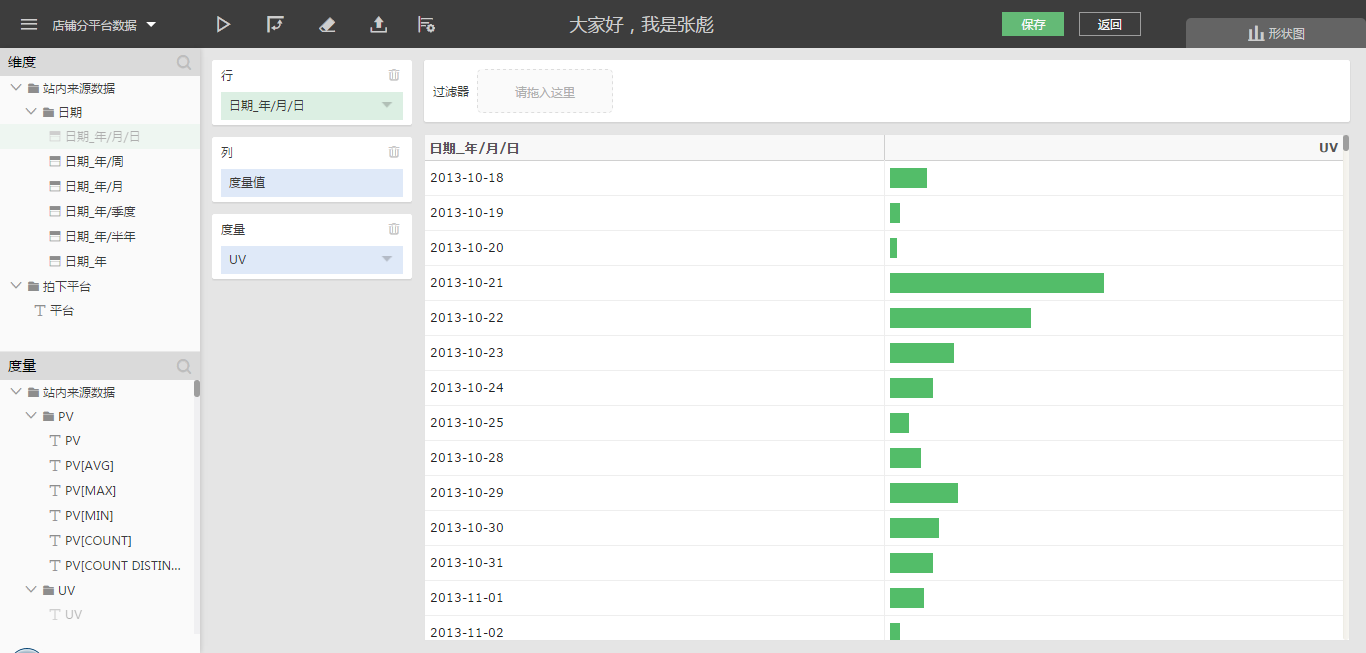 店铺分平台数据
大家好，我是张彪
保存
返回
形状图
维度
站内来源数据
日期
日期_年/月/日
日期_年/周
日期_年/月
日期_年/季度
日期_年/半年
日期_年
拍下平台
平台
度量
站内来源数据
PV
PV
PV[AVG]
PV[MAX]
PV[MIN]
PV[COUNT]
PV[COUNT DISTIN...
UV
UV
行
日期_年/月/日
列
度量值
度量
UV
过滤器
请拖入这里
日期_年/月/日 UV
2013-10-18
2013-10-19
2013-10-20
2013-10-21
2013-10-22
2013-10-23
2013-10-24
2013-10-25
2013-10-28
2013-10-29
2013-10-30
2013-10-31
2013-11-01
2013-11-02